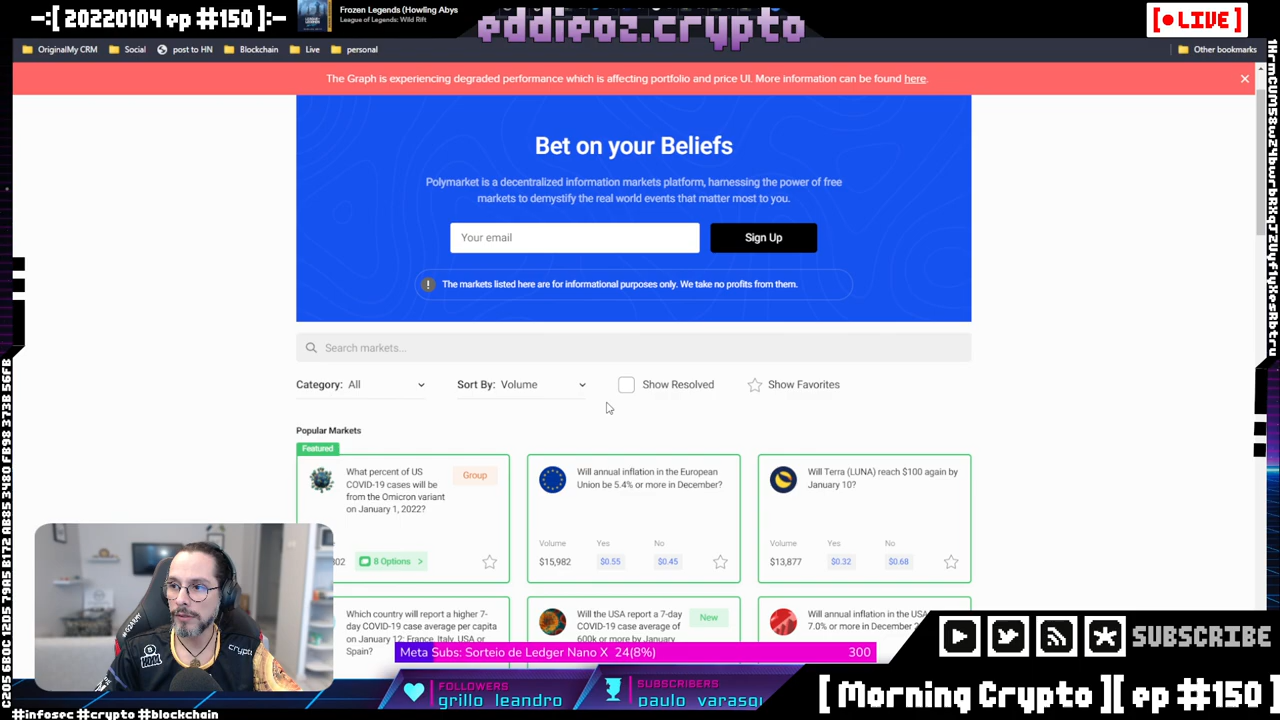 -:[ 20220104 ep #150 ]:-
Frozen Legends (Howling Abys
League of Legends: Wild Rift
eddieoz.crypto
[ ● LIVE ]
OriginalMy CRM
Social
post to HN
Blockchain
Live
personal
Other bookmarks
The Graph is experiencing degraded performance which is affecting portfolio and price UI. More information can be found here.
Bet on your Beliefs
Polymarket is a decentralized information markets platform, harnessing the power of free
markets to demystify the real world events that matter most to you.
Your email
Sign Up
The markets listed here are for informational purposes only. We take no profits from them.
Search markets...
Category: All
Sort By: Volume
Show Resolved
Show Favorites
Popular Markets
Featured
What percent of US
COVID-19 cases will be
from the Omicron variant
on January 1, 2022?
Group
02
8 Options >
Will annual inflation in the European
Union be 5.4% or more in December?
Volume
Yes
No
$15,982
$0.55
$0.45
Will Terra (LUNA) reach $100 again by
January 10?
Volume
Yes
No
$13,877
$0.32
$0.68
Which country will report a higher 7-
day COVID-19 case average per capita
on January 12: France, Italy, USA or
Spain?
Will the USA report a 7-day
COVID-19 case average of
600k or more by January
New
Will annual inflation in the USA
7.0% or more in December 2
Meta Subs: Sorteio de Ledger Nano X 24(8%)
300
SUBSCRIBE
FOLLOWERS
grillo leandro
SUBSCRIBERS
paulo varasqu
[ Morning Crypto ][ ep #150 ]
#infosec #crypto #blockchain
crypto